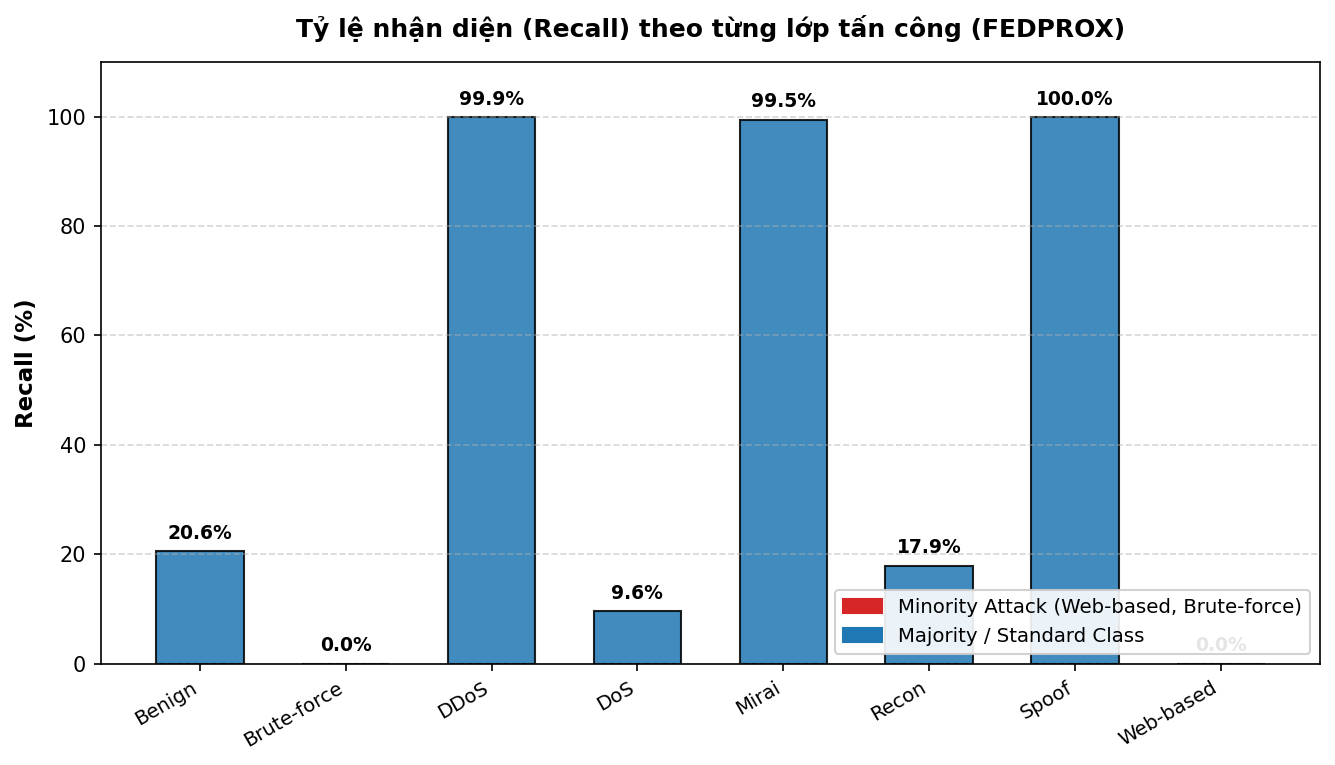 Tỷ lệ nhận diện (Recall) theo từng lớp tấn công (FEDPROX)
Recall (%)
100
80
60
40
20
0
20.6%
0.0%
99.9%
9.6%
99.5%
17.9%
100.0%
0.0%
Minority Attack (Web-based, Brute-force)
Majority / Standard Class
Benign
Brute-force
DDoS
DoS
Mirai
Recon
Spoof
Web-based